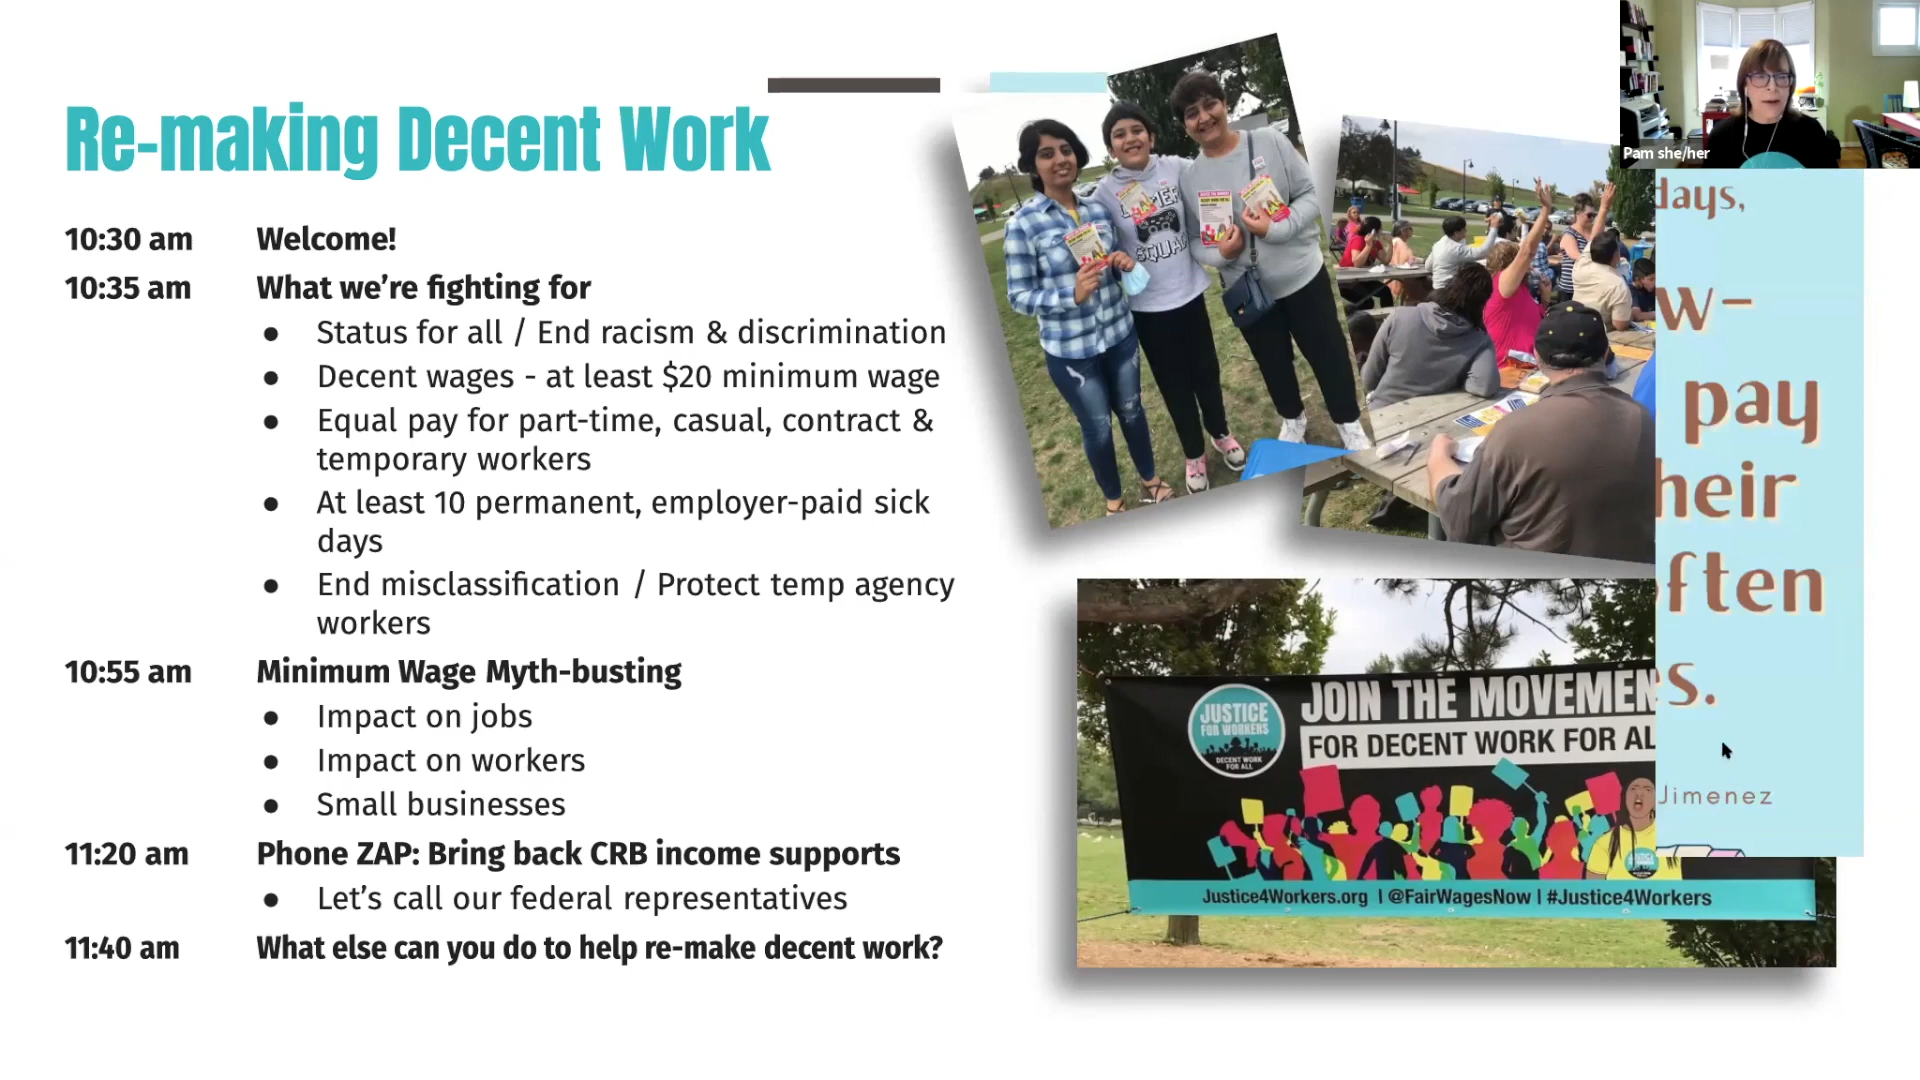 Re-making Decent Work
10:30 am Welcome!
10:35 am What we're fighting for
● Status for all / End racism & discrimination
● Decent wages - at least $20 minimum wage
● Equal pay for part-time, casual, contract &
temporary workers
● At least 10 permanent, employer-paid sick
days
● End misclassification / Protect temp agency
workers
10:55 am Minimum Wage Myth-busting
● Impact on jobs
● Impact on workers
● Small businesses
11:20 am Phone ZAP: Bring back CRB income supports
● Let's call our federal representatives
11:40 am What else can you do to help re-make decent work?
SQUAD
JUSTICE
FOR WORKERS
DECENT WORK
FOR ALL
JOIN THE MOVEMEN
FOR DECENT WORK FOR AL
Justice4Workers.org | @FairWagesNow | #Justice4Workers
Pam she/her
days,
w-
pay
heir
often
s.
Jimenez